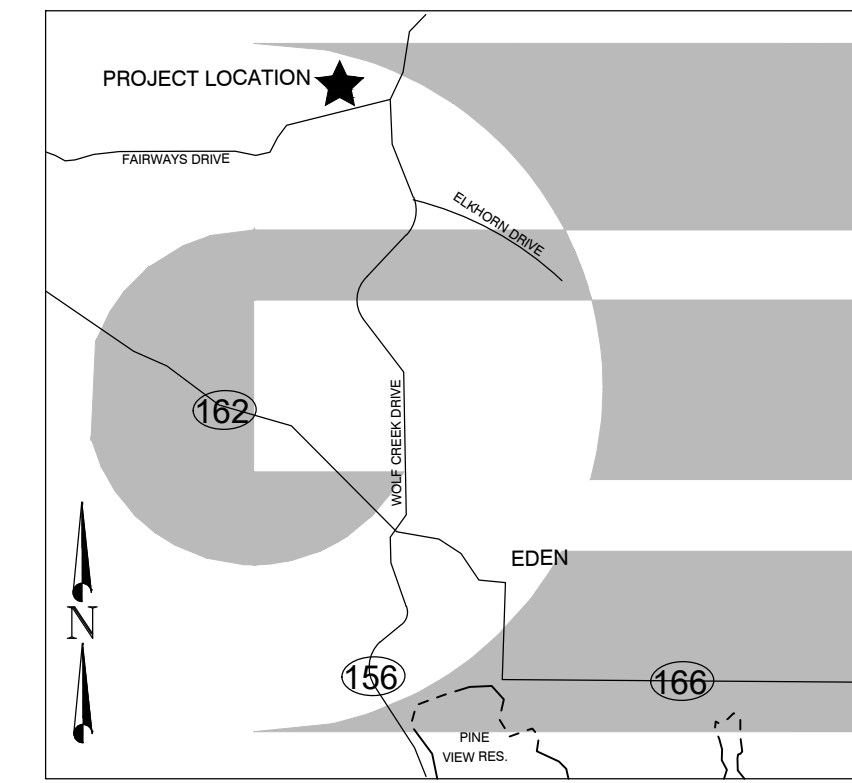 PROJECT LOCATION
FAIRWAYS DRIVE
ELKHORN DRIVE
162
WOLF CREEK DRIVE
EDEN
N
156
166
PINE
VIEW RES.